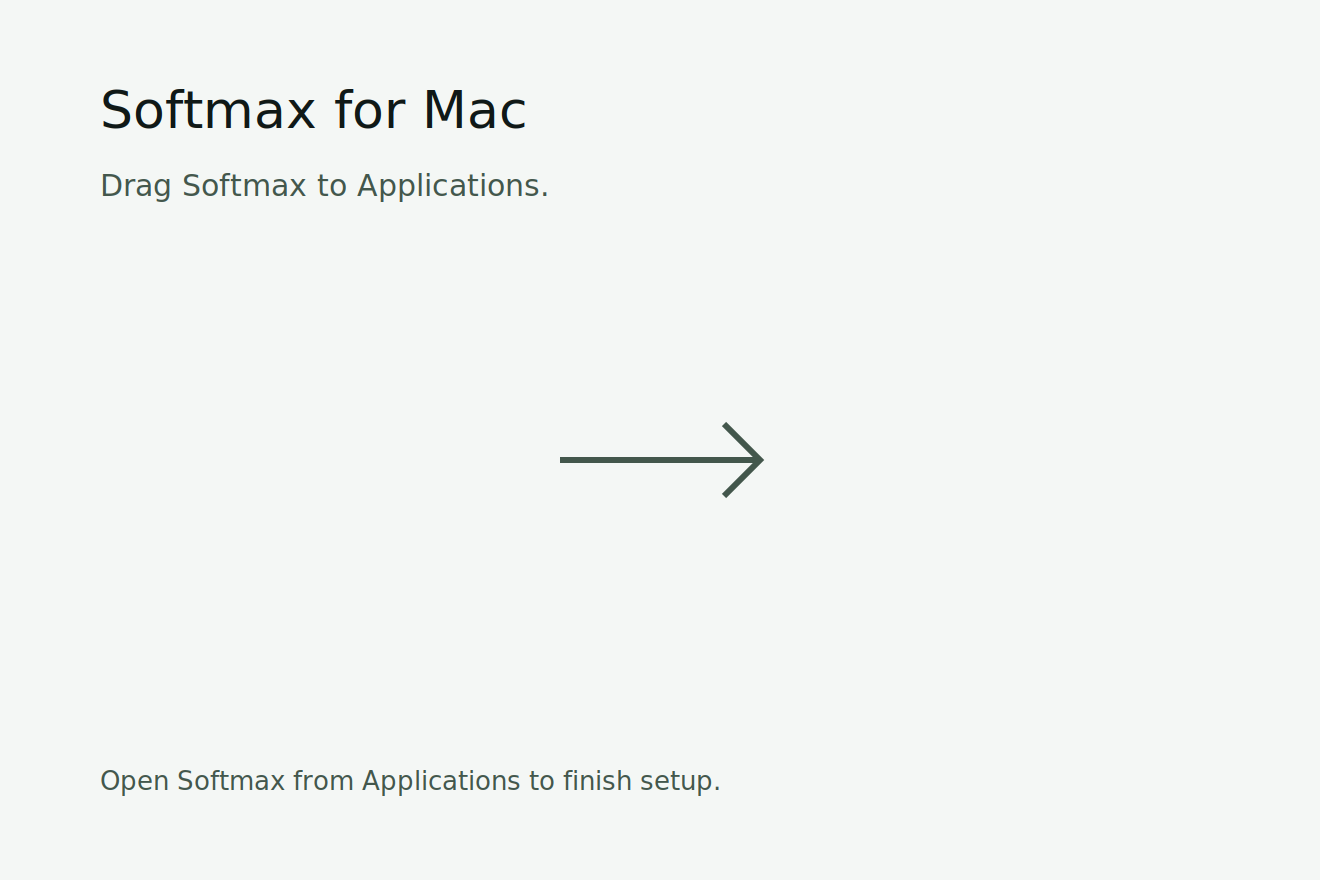 Softmax for Mac
Drag Softmax to Applications.
Open Softmax from Applications to finish setup.